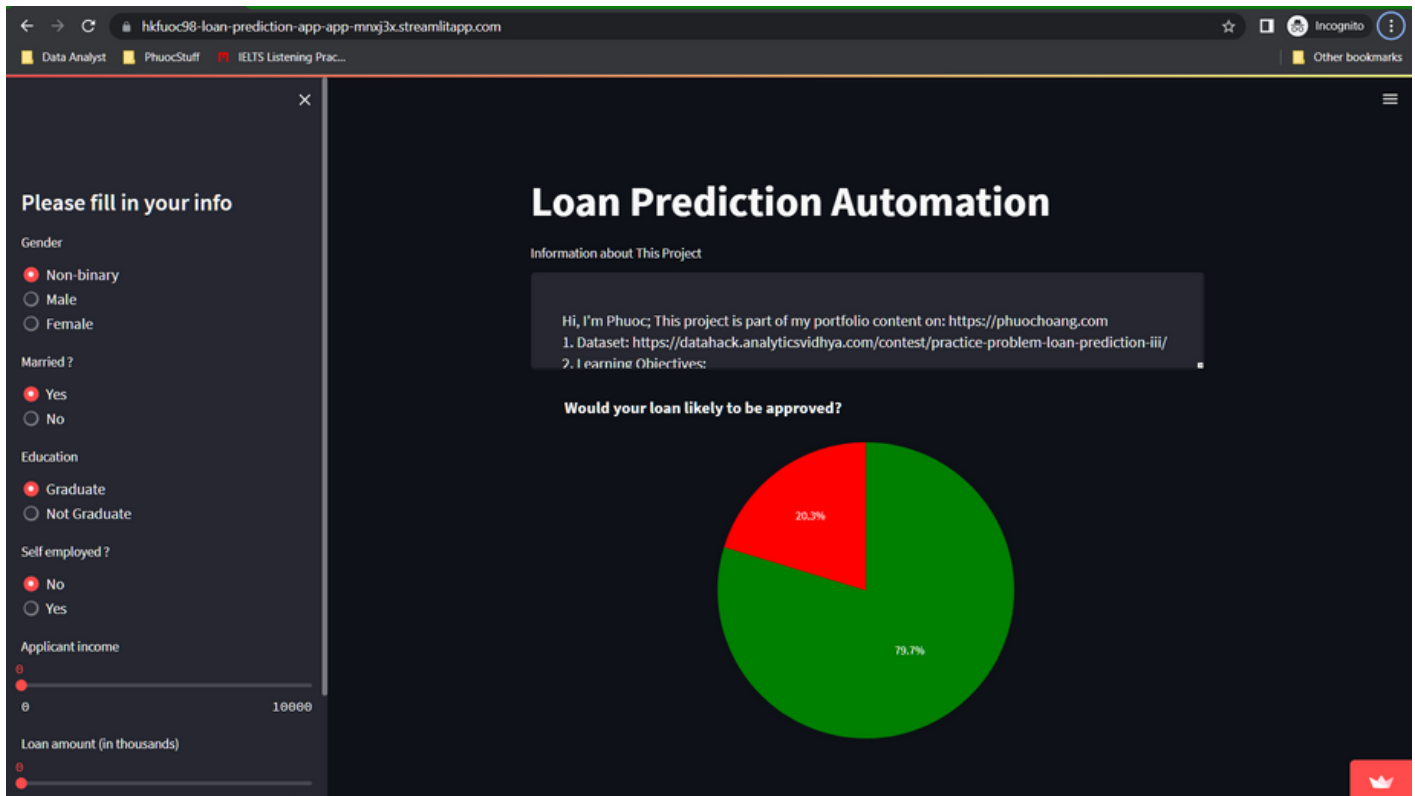 hkfuoc98-loan-prediction-app-app-mnxj3x.streamlitapp.com
Incognito
Data Analyst
PhuocStuff
IELTS Listening Prac...
Other bookmarks
Please fill in your info
Gender
Non-binary
Male
Female
Married ?
Yes
No
Education
Graduate
Not Graduate
Self employed ?
No
Yes
Applicant income
0
0 10000
Loan amount (in thousands)
0
Loan Prediction Automation
Information about This Project
Hi, I'm Phuoc; This project is part of my portfolio content on: https://phuochoang.com
1. Dataset: https://datahack.analyticsvidhya.com/contest/practice-problem-loan-prediction-iii/
2. Learning Objectives:
Would your loan likely to be approved?
20.3%
79.7%